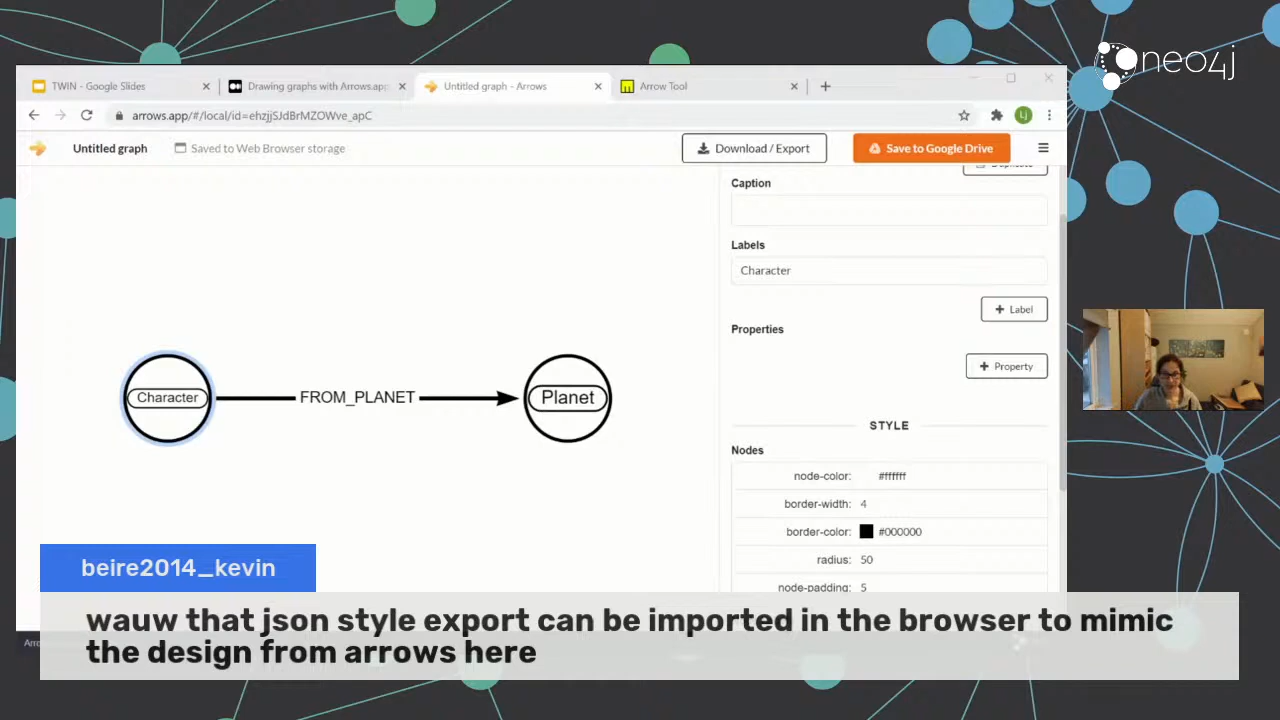 neo4j
TWIN - Google Slides
Drawing graphs with Arrows.app
Untitled graph - Arrows
Arrow Tool
arrows.app/#/local/id=ehzjjSJdBrMZOWve_apC
Lj
Untitled graph
Saved to Web Browser storage
Download / Export
Save to Google Drive
Duplicate
Caption
Labels
Character
Label
Properties
Property
Character
FROM_PLANET
Planet
STYLE
Nodes
node-color: #ffffff
border-width: 4
border-color: #000000
radius: 50
node-padding: 5
beire2014_kevin
wauw that json style export can be imported in the browser to mimic
the design from arrows here